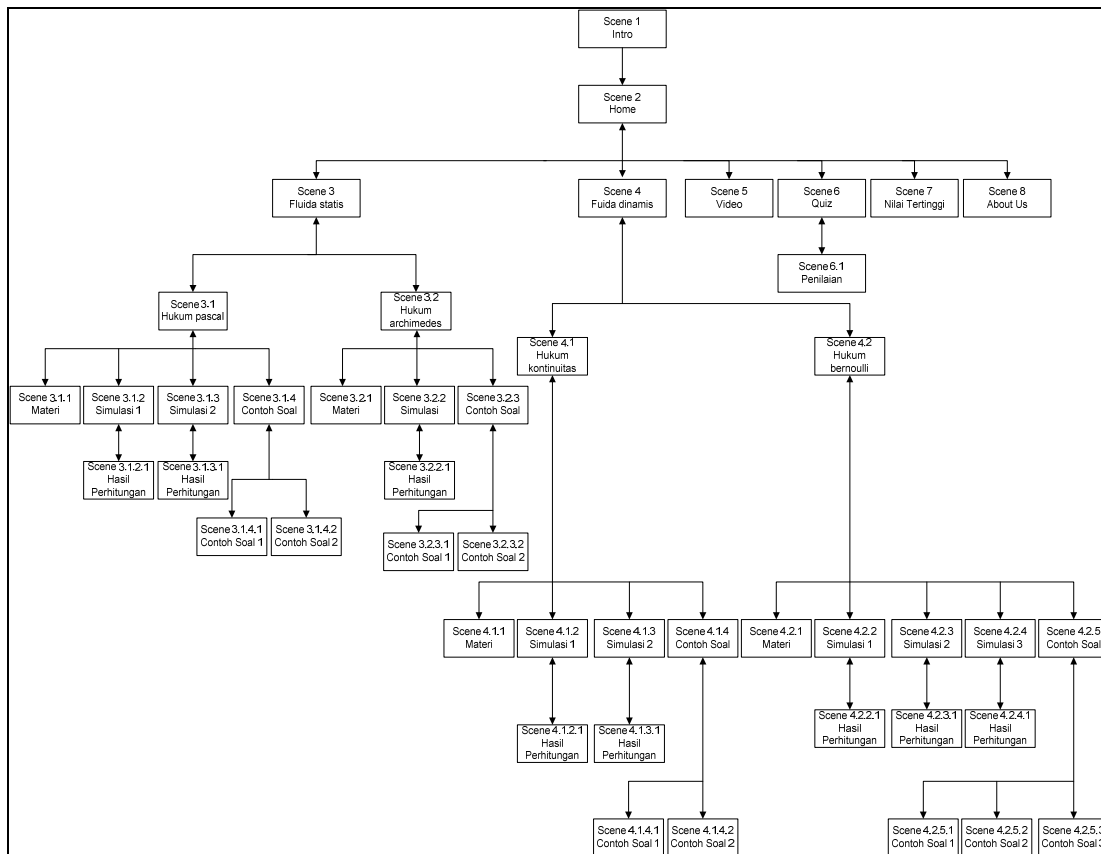 Scene 1
Intro
Scene 2
Home
Scene 3
Fluida statis
Scene 4
Fuida dinamis
Scene 5
Video
Scene 6
Quiz
Scene 7
Nilai Tertinggi
Scene 8
About Us
Scene 6.1
Penilaian
Scene 3.1
Hukum pascal
Scene 3.2
Hukum
archimedes
Scene 4.1
Hukum
kontinuitas
Scene 4.2
Hukum
bernoulli
Scene 3.1.1
Materi
Scene 3.1.2
Simulasi 1
Scene 3.1.3
Simulasi 2
Scene 3.1.4
Contoh Soal
Scene 3.2.1
Materi
Scene 3.2.2
Simulasi
Scene 3.2.3
Contoh Soal
Scene 3.1.2.1
Hasil
Perhitungan
Scene 3.1.3.1
Hasil
Perhitungan
Scene 3.2.2.1
Hasil
Perhitungan
Scene 3.1.4.1
Contoh Soal 1
Scene 3.1.4.2
Contoh Soal 2
Scene 3.2.3.1
Contoh Soal 1
Scene 3.2.3.2
Contoh Soal 2
Scene 4.1.1
Materi
Scene 4.1.2
Simulasi 1
Scene 4.1.3
Simulasi 2
Scene 4.1.4
Contoh Soal
Scene 4.2.1
Materi
Scene 4.2.2
Simulasi 1
Scene 4.2.3
Simulasi 2
Scene 4.2.4
Simulasi 3
Scene 4.2.5
Contoh Soal
Scene 4.1.2.1
Hasil
Perhitungan
Scene 4.1.3.1
Hasil
Perhitungan
Scene 4.2.2.1
Hasil
Perhitungan
Scene 4.2.3.1
Hasil
Perhitungan
Scene 4.2.4.1
Hasil
Perhitungan
Scene 4.1.4.1
Contoh Soal 1
Scene 4.1.4.2
Contoh Soal 2
Scene 4.2.5.1
Contoh Soal 1
Scene 4.2.5.2
Contoh Soal 2
Scene 4.2.5.3
Contoh Soal 3